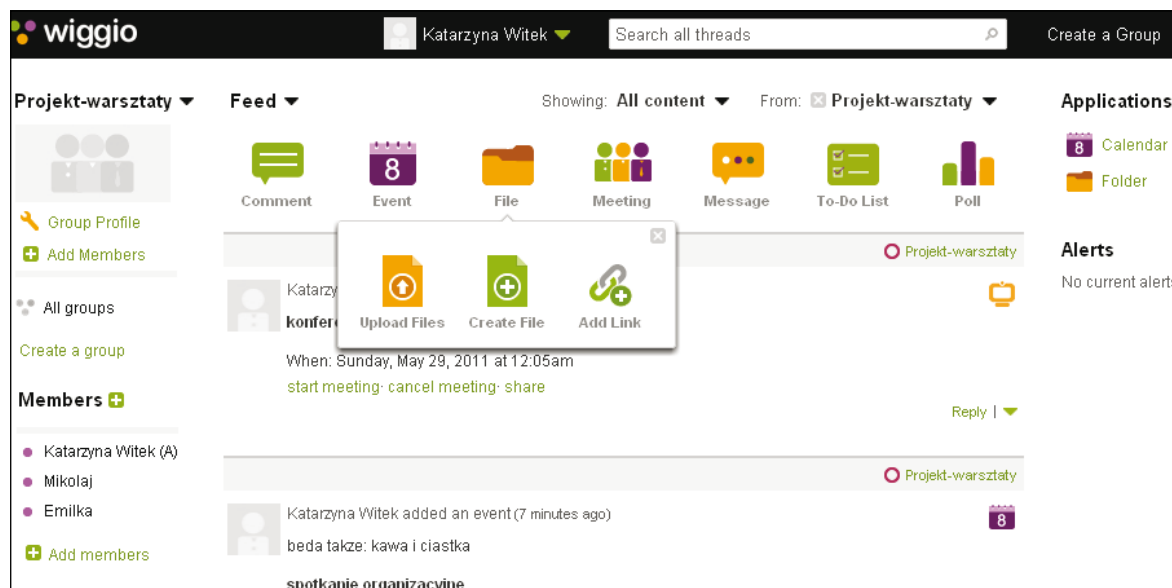 wiggio
Katarzyna Witek
Search all threads
Create a Group
Projekt-warsztaty
Feed
Showing: All content
From: Projekt-warsztaty
Applications
8 Calendar
Folder
Comment
8
Event
File
Meeting
Message
To-Do List
Poll
Group Profile
Add Members
All groups
Create a group
Members
Katarzyna Witek (A)
Mikolaj
Emilka
Add members
Upload Files
Create File
Add Link
Projekt-warsztaty
When: Sunday, May 29, 2011 at 12:05am
start meeting· cancel meeting· share
Reply |
Projekt-warsztaty
Katarzyna Witek added an event (7 minutes ago)
8
beda takze: kawa i ciastka
spotkanie organizacyjne
Alerts
No current alerts